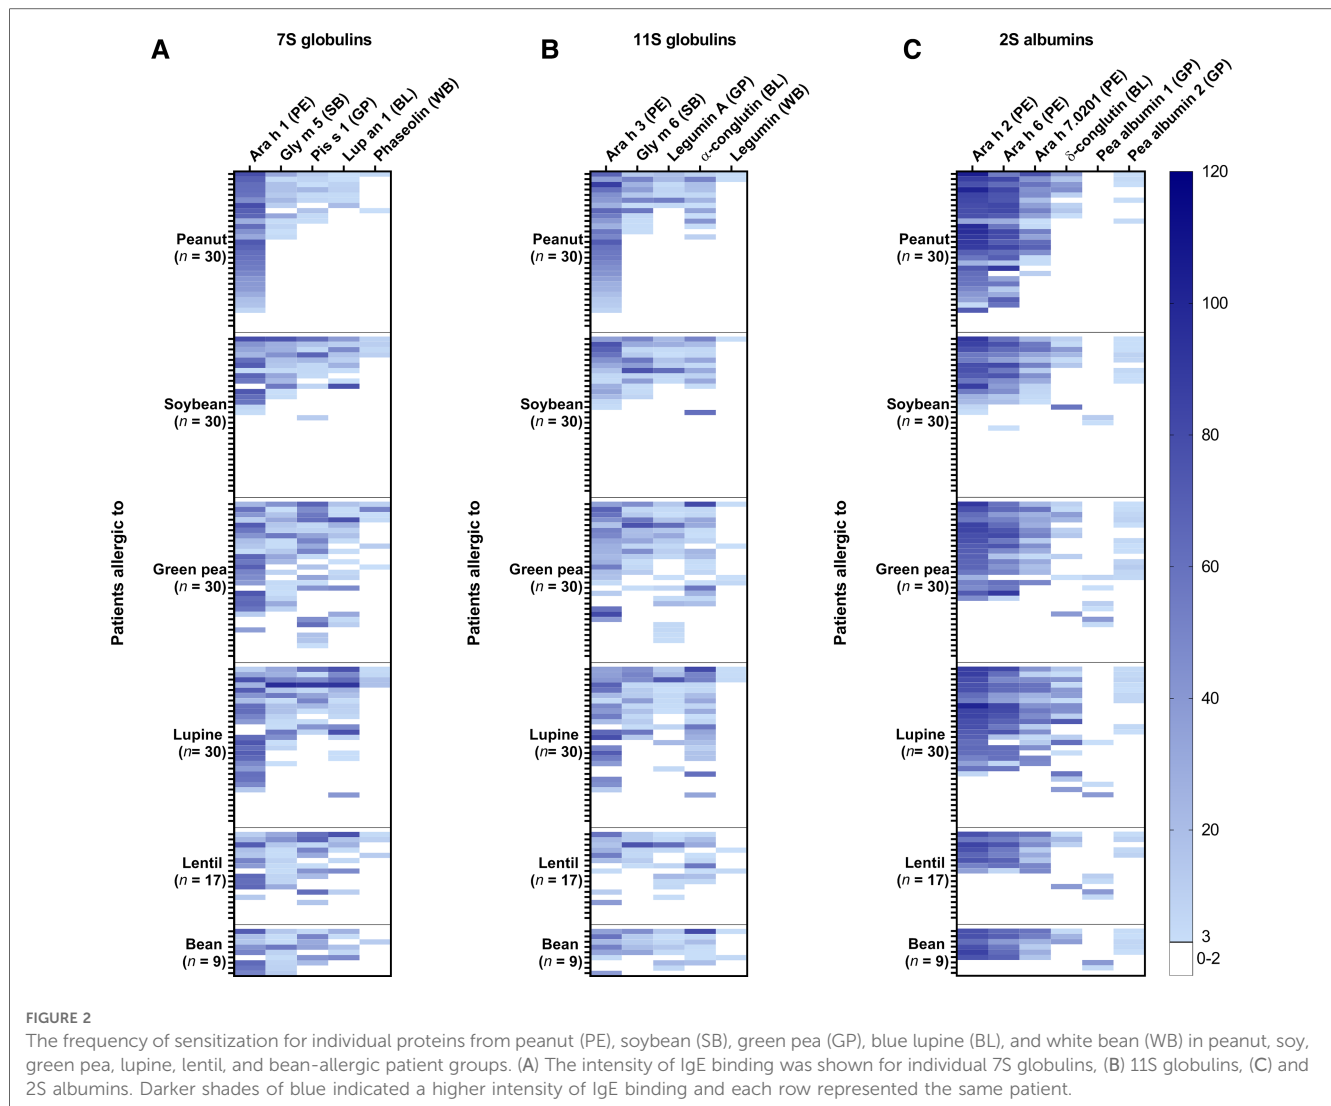 A
7S globulins
Ara h 1 (PE)
Gly m 5 (SB)
Pis s 1 (GP)
Lup an 1 (BL)
Phaseolin (WB)
B
11S globulins
Ara h 3 (PE)
Gly m 6 (SB)
Legumin A (GP)
α-conglutin (BL)
Legumin (WB)
C
2S albumins
Ara h 2 (PE)
Ara h 6 (PE)
Ara h 7.0201 (PE)
δ-conglutin (BL)
Pea albumin 1 (GP)
Pea albumin 2 (GP)
Patients allergic to
Peanut
(n = 30)
Soybean
(n = 30)
Green pea
(n = 30)
Lupine
(n= 30)
Lentil
(n = 17)
Bean
(n = 9)
Patients allergic to
Peanut
(n = 30)
Soybean
(n = 30)
Green pea
(n = 30)
Lupine
(n= 30)
Lentil
(n = 17)
Bean
(n = 9)
Patients allergic to
Peanut
(n = 30)
Soybean
(n = 30)
Green pea
(n = 30)
Lupine
(n= 30)
Lentil
(n = 17)
Bean
(n = 9)
120
100
80
60
40
20
3
0-2
FIGURE 2
The frequency of sensitization for individual proteins from peanut (PE), soybean (SB), green pea (GP), blue lupine (BL), and white bean (WB) in peanut, soy,
green pea, lupine, lentil, and bean-allergic patient groups. (A) The intensity of IgE binding was shown for individual 7S globulins, (B) 11S globulins, (C) and
2S albumins. Darker shades of blue indicated a higher intensity of IgE binding and each row represented the same patient.